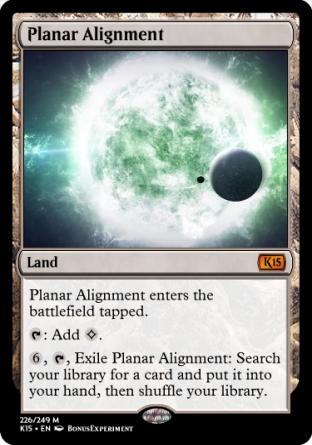 Planar Alignment
Land
K15
Planar Alignment enters the
battlefield tapped.
: Add .
6, , Exile Planar Alignment: Search
your library for a card and put it into
your hand, then shuffle your library.
226/249 M
K15 • EN BonusExperiment